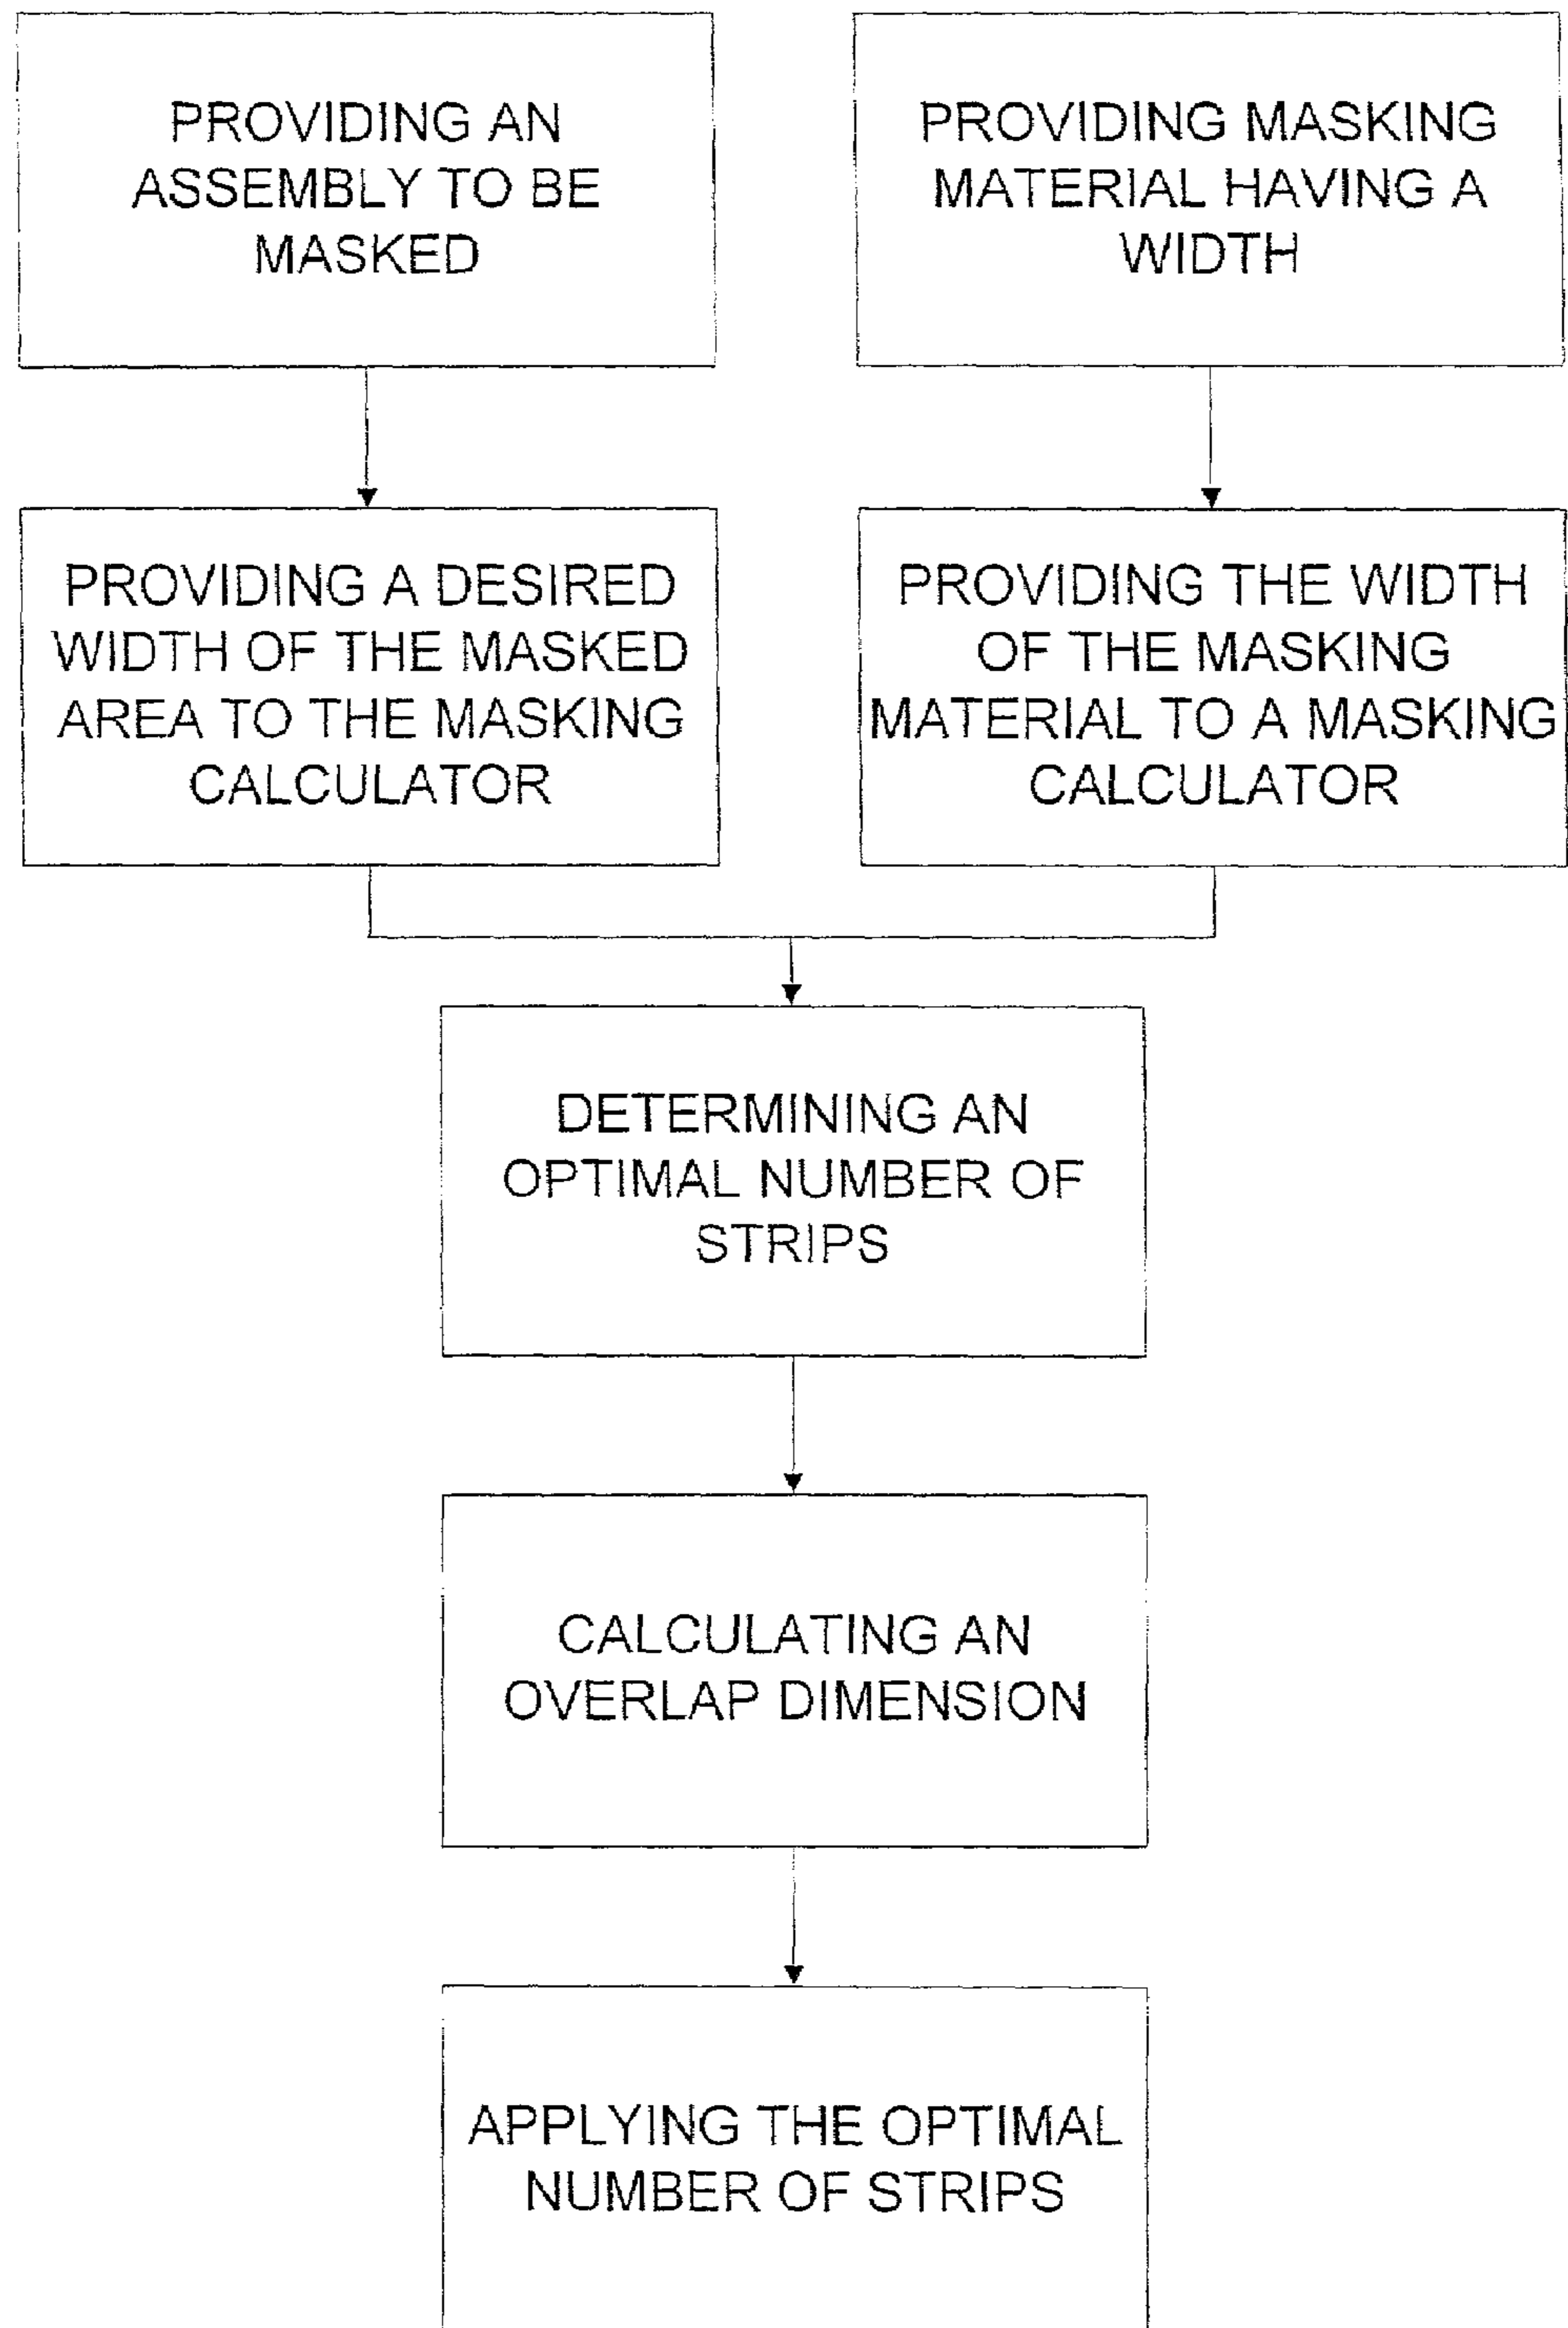 PROVIDING AN
ASSEMBLY TO BE
MASKED
PROVIDING MASKING
MATERIAL HAVING A
WIDTH
PROVIDING A DESIRED
WIDTH OF THE MASKED
AREA TO THE MASKING
CALCULATOR
PROVIDING THE WIDTH
OF THE MASKING
MATERIAL TO A MASKING
CALCULATOR
DETERMINING AN
OPTIMAL NUMBER OF
STRIPS
CALCULATING AN
OVERLAP DIMENSION
APPLYING THE OPTIMAL
NUMBER OF STRIPS